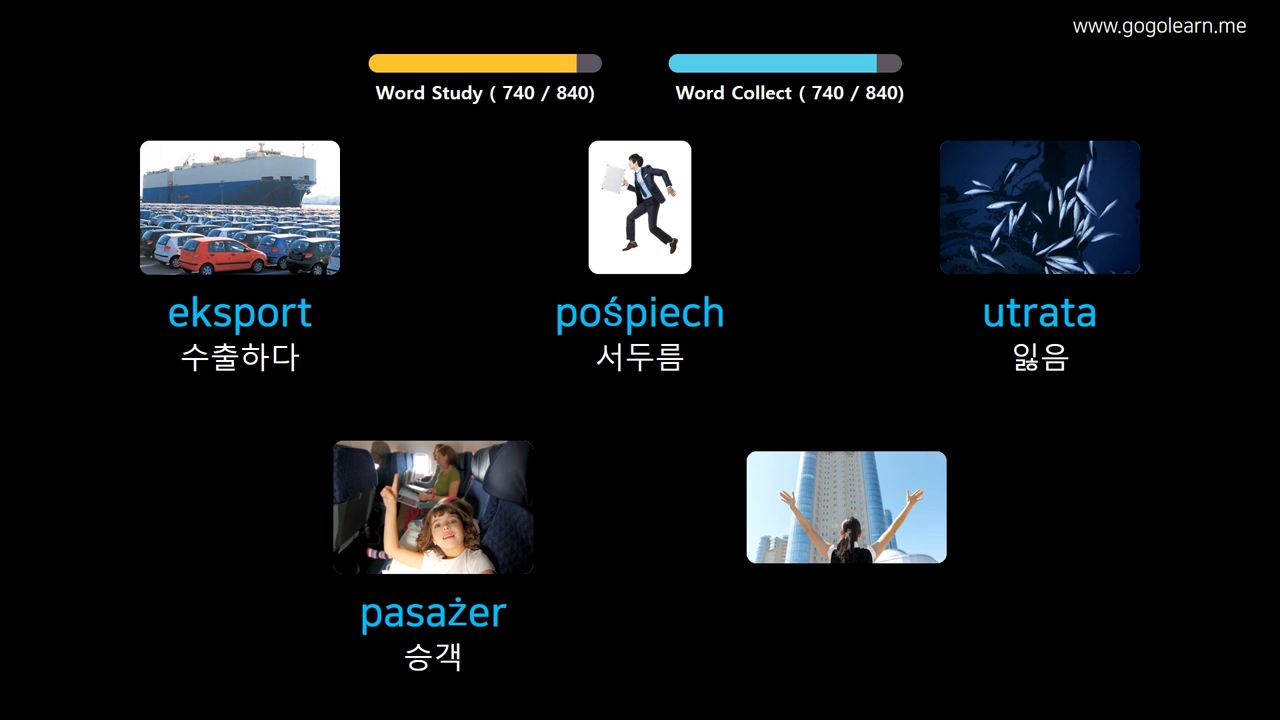 www.gogolearn.me
Word Study ( 740 / 840)
Word Collect ( 740 / 840)
eksport
수출하다
pośpiech
서두름
utrata
잃음
pasażer
승객